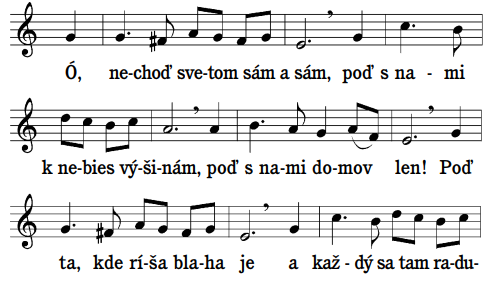 Ó, ne-choď sve-tom sám a sám, poď s na - mi
k ne-bies vý-ši-nám, poď s na-mi do-mov len! Poď
ta, kde rí-ša bla-ha je a kaž-dý sa tam ra-du-